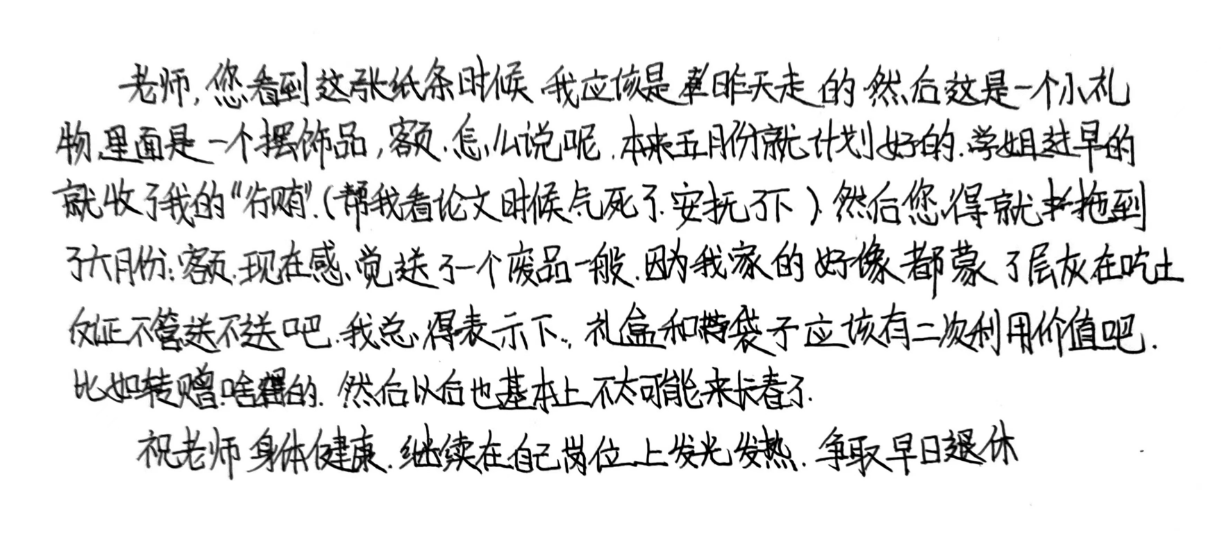 老师,您看到这张纸条时候.我应该是昨天走的.然后这是一个小礼
物,里面是一个摆饰品,客页.怎么说呢.本来五月份就计划好的.学姐挺早的
就收了我的"行贿".(帮我看论文时候气死了.安抚下).然后您得就拖到
了六月份.客页.现在感觉送了一个废品一般.因为我家的好像都蒙了层灰在吃土
反正不管送不送吧.我总得表示下.礼盒和袋子应该有二次利用价值吧.
比如转赠啥的.然后以后也基本上不太可能来长春了.
祝老师身体健康.继续在自己岗位上发光发热.争取早日退休